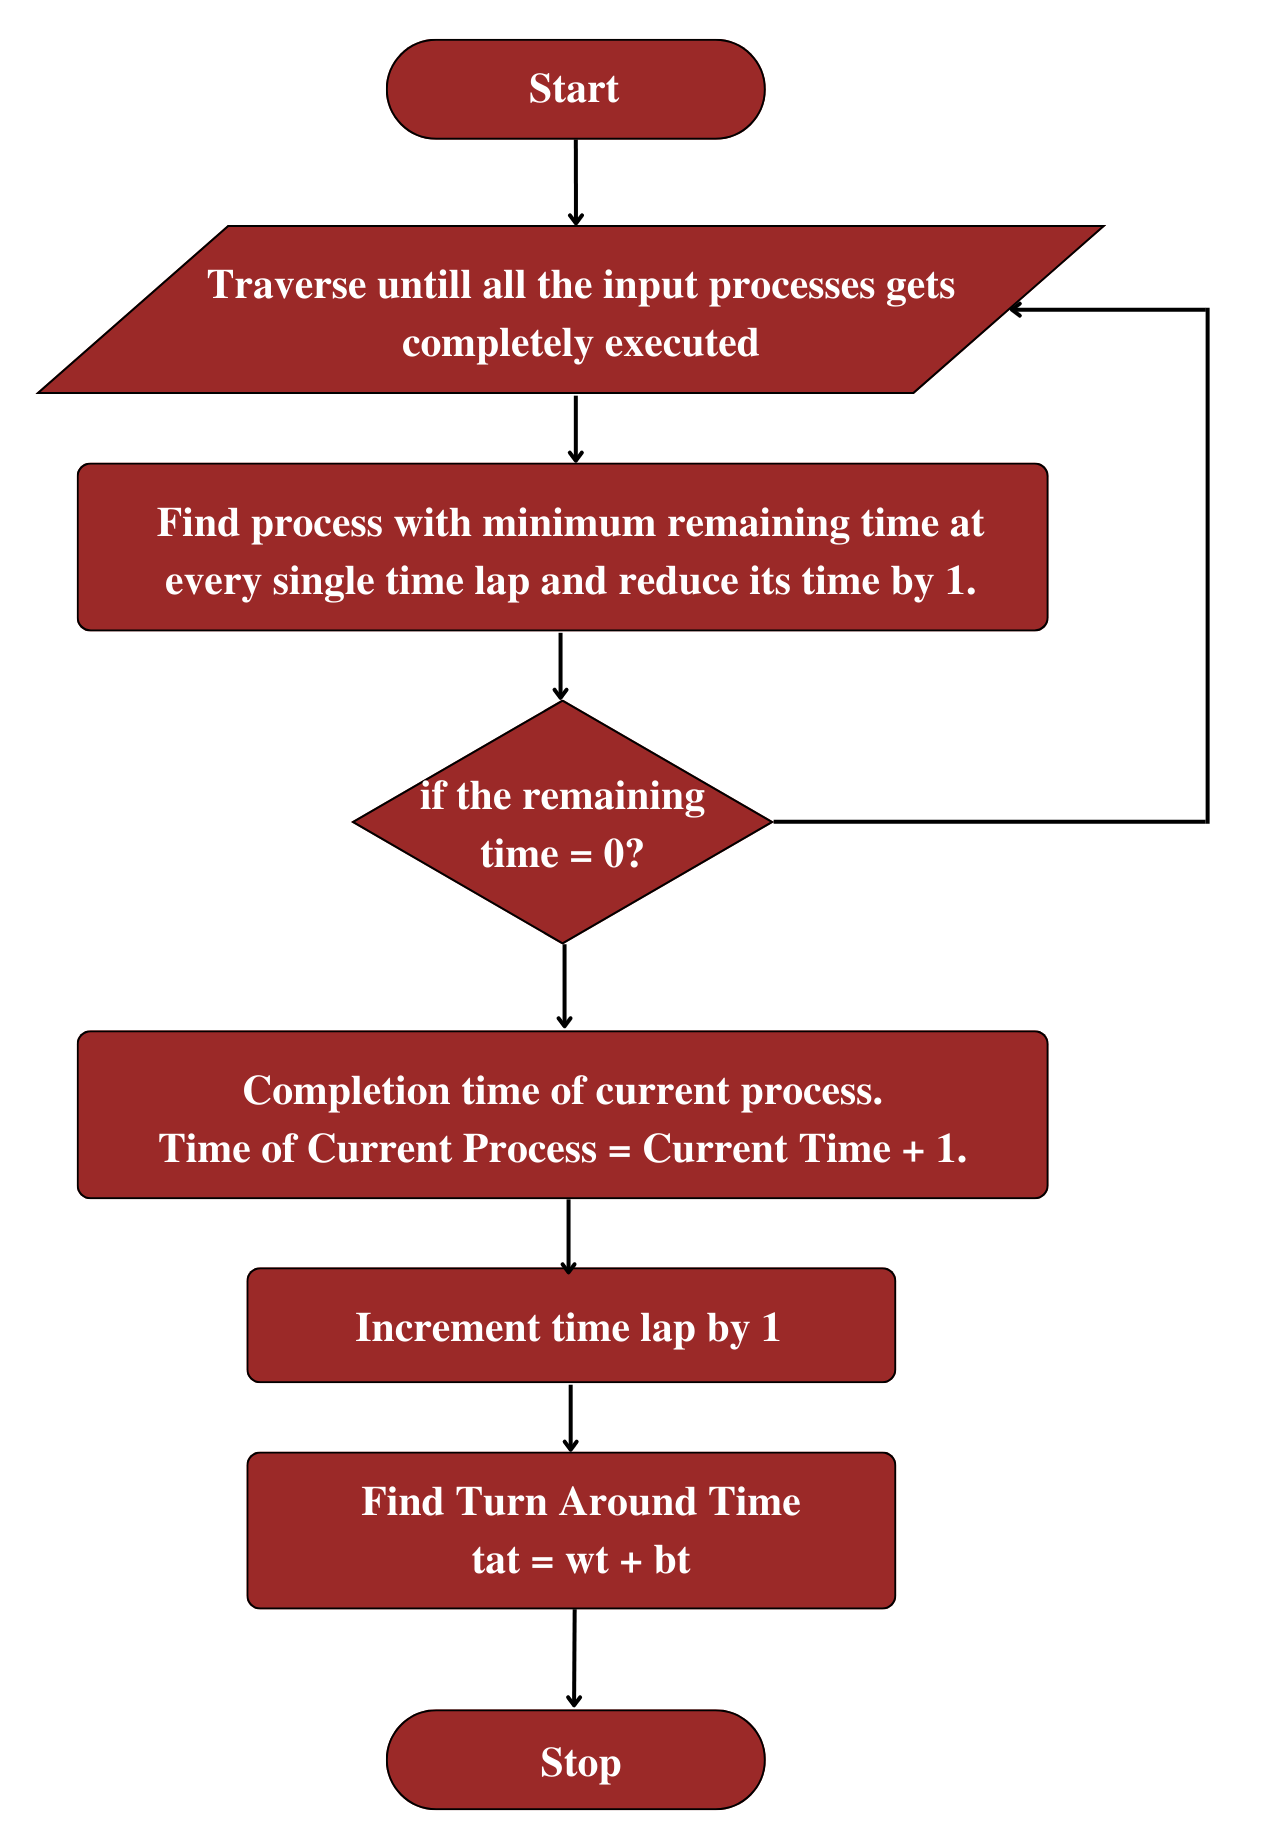 Start
Traverse untill all the input processes gets
completely executed
Find process with minimum remaining time at
every single time lap and reduce its time by 1.
if the remaining
time = 0?
Completion time of current process.
Time of Current Process = Current Time + 1.
Increment time lap by 1
Find Turn Around Time
tat = wt + bt
Stop